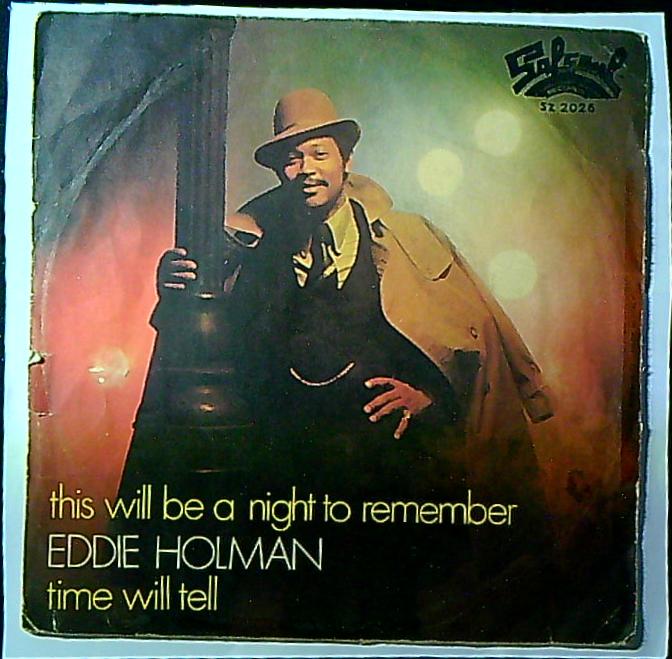 Salsoul
SZ 2026
this will be a night to remember
EDDIE HOLMAN
time will tell